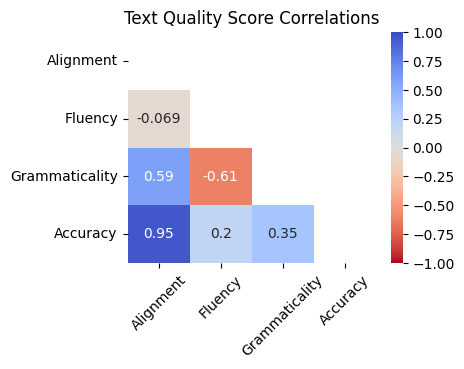 Text Quality Score Correlations
Alignment
Fluency
Grammaticality
Accuracy
-0.069
0.59 -0.61
0.95 0.2 0.35
Alignment
Fluency
Grammaticality
Accuracy
1.00
0.75
0.50
0.25
0.00
−0.25
−0.50
−0.75
−1.00